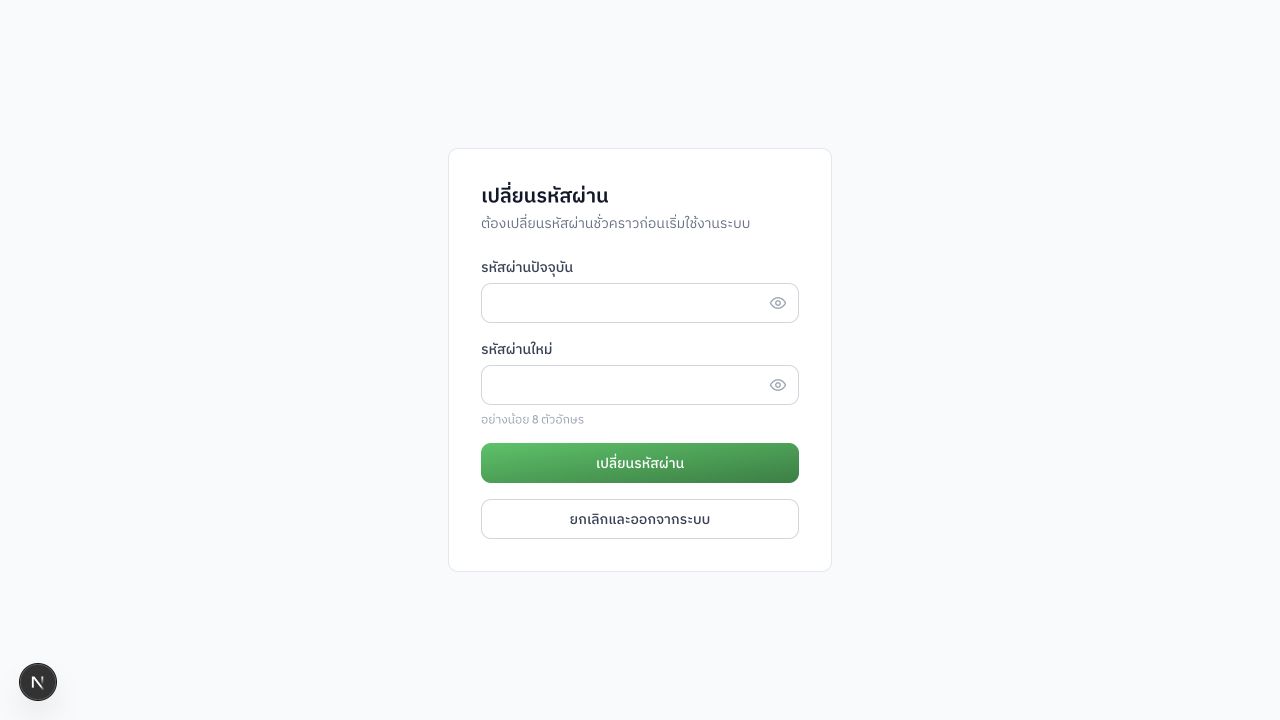 เปลี่ยนรหัสผ่าน
ต้องเปลี่ยนรหัสผ่านชั่วคราวก่อนเริ่มใช้งานระบบ
รหัสผ่านปัจจุบัน
รหัสผ่านใหม่
อย่างน้อย 8 ตัวอักษร
เปลี่ยนรหัสผ่าน
ยกเลิกและออกจากระบบ
N